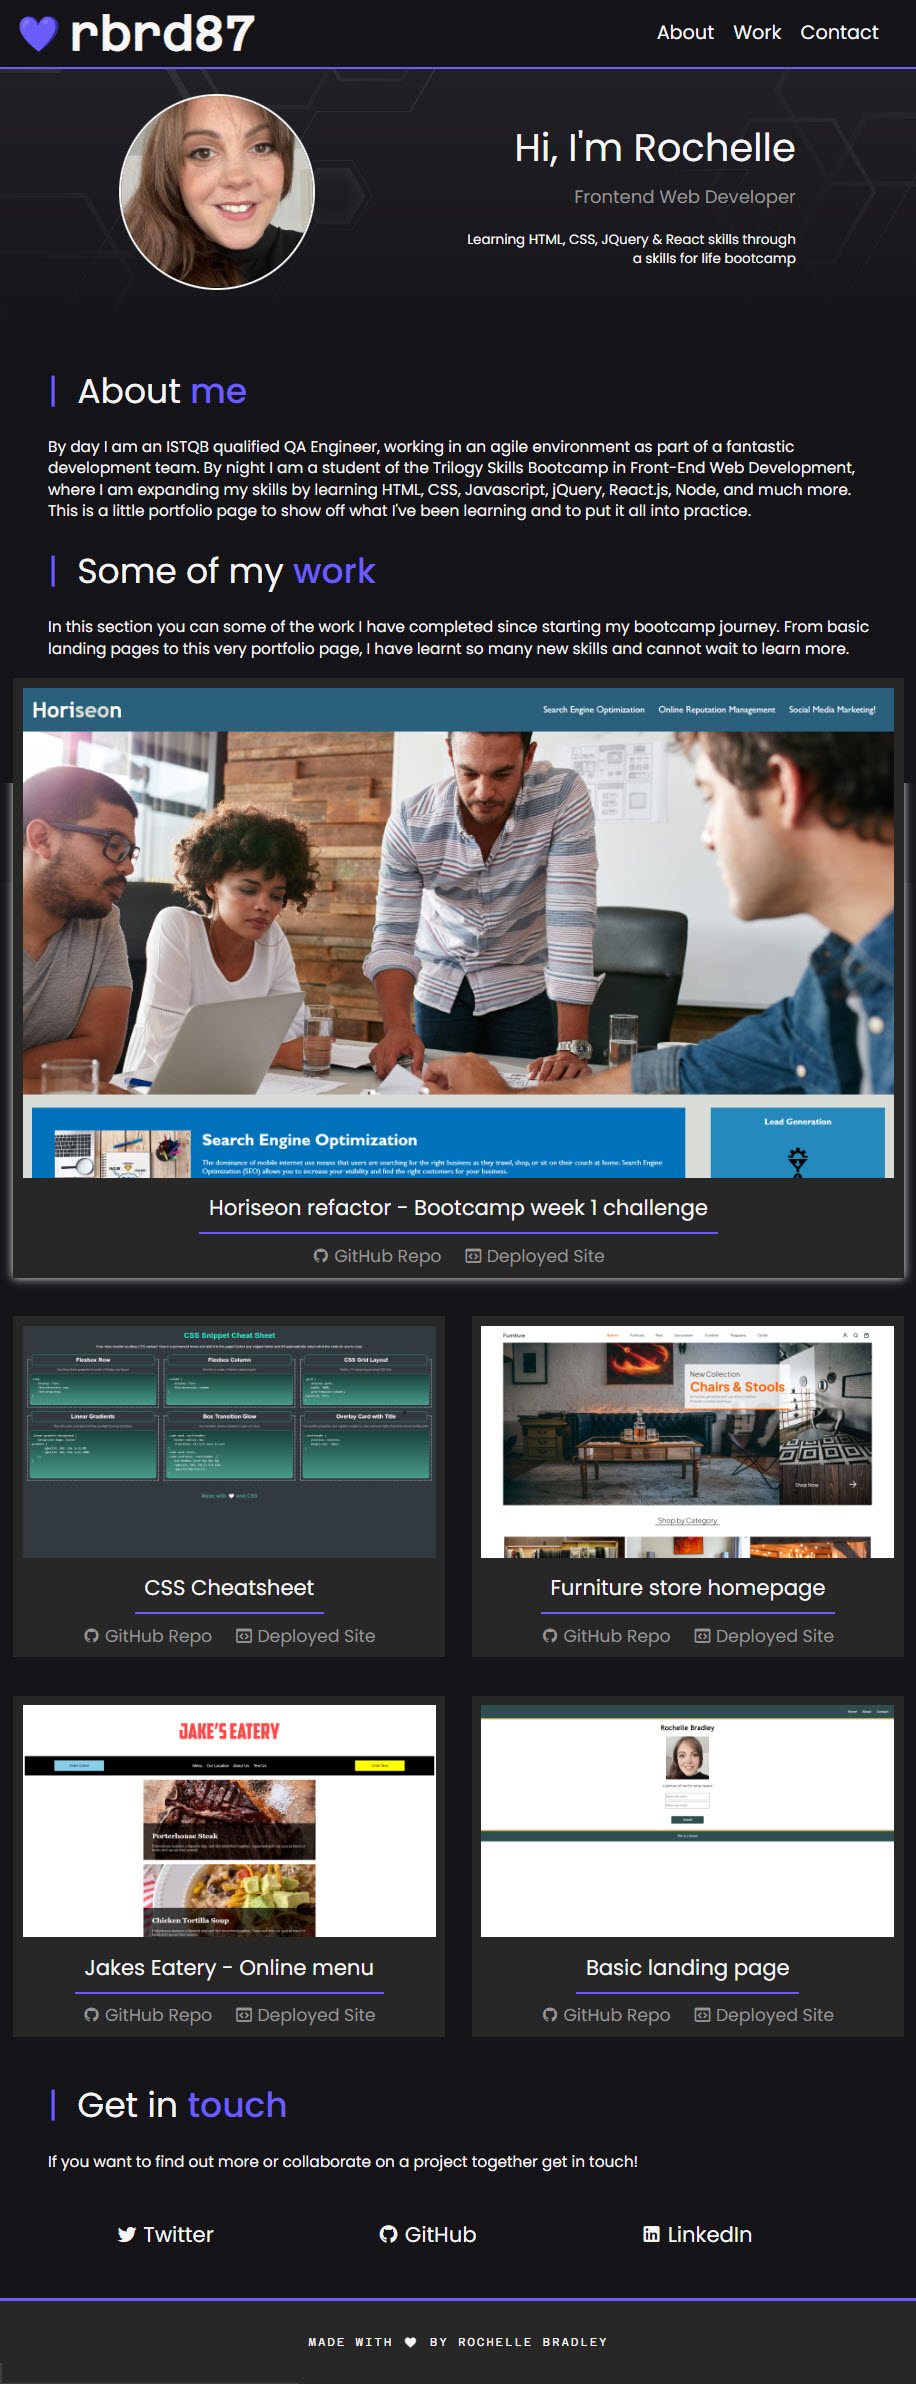 rbrd87
About Work Contact
Hi, I'm Rochelle
Frontend Web Developer
Learning HTML, CSS, JQuery & React skills through
a skills for life bootcamp
About me
By day I am an ISTQB qualified QA Engineer, working in an agile environment as part of a fantastic
development team. By night I am a student of the Trilogy Skills Bootcamp in Front-End Web Development,
where I am expanding my skills by learning HTML, CSS, Javascript, jQuery, React.js, Node, and much more.
This is a little portfolio page to show off what I've been learning and to put it all into practice.
Some of my work
In this section you can some of the work I have completed since starting my bootcamp journey. From basic
landing pages to this very portfolio page, I have learnt so many new skills and cannot wait to learn more.
Horiseon
Search Engine Optimization Online Reputation Management Social Media Marketing!
Search Engine Optimization
The dominance of mobile internet use means that users are searching for the right business as they travel, shop, or sit on their couch at home. Search Engine
Optimization (SEO) allows you to increase your visibility and find the right customers for your business.
Lead Generation
Horiseon refactor - Bootcamp week 1 challenge
GitHub Repo Deployed Site
CSS Snippet Cheat Sheet
Flexbox Row Flexbox Column CSS Grid Layout
Linear Gradients Box Transition Glow Overlay Card with Title
Made with and CSS
CSS Cheatsheet
GitHub Repo Deployed Site
Furniture
New Collection
Chairs & Stools
Shop Now
Shop by Category
Furniture store homepage
GitHub Repo Deployed Site
JAKE'S EATERY
Menu Our Location About Us Text Us
Porterhouse Steak
Chicken Tortilla Soup
Jakes Eatery - Online menu
GitHub Repo Deployed Site
Home About Contact
Rochelle Bradley
Basic landing page
GitHub Repo Deployed Site
Get in touch
If you want to find out more or collaborate on a project together get in touch!
Twitter GitHub LinkedIn
MADE WITH BY ROCHELLE BRADLEY